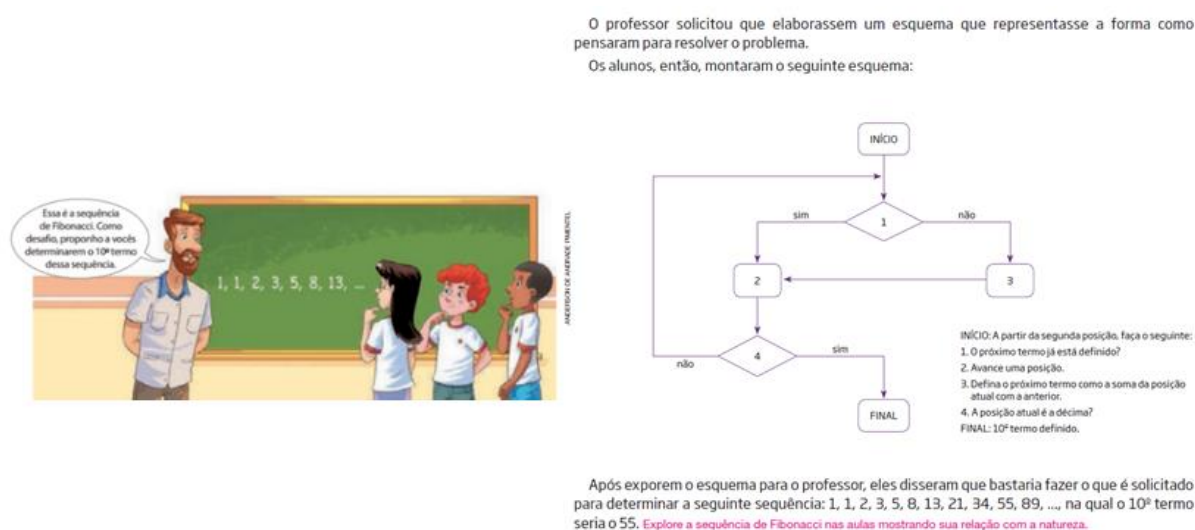 Essa é a sequência
de Fibonacci. Como
desafio, proponho a vocês
determinarem o 10º termo
dessa sequência.
1, 1, 2, 3, 5, 8, 13, ...
ANDERSON DE ANDRADE PIMENTEL
O professor solicitou que elaborassem um esquema que representasse a forma como
pensaram para resolver o problema.
Os alunos, então, montaram o seguinte esquema:
INÍCIO
sim
1
não
2
3
não
4
sim
FINAL
INÍCIO: A partir da segunda posição, faça o seguinte:
1. O próximo termo já está definido?
2. Avance uma posição.
3. Defina o próximo termo como a soma da posição
atual com a anterior.
4. A posição atual é a décima?
FINAL: 10º termo definido.
Após exporem o esquema para o professor, eles disseram que bastaria fazer o que é solicitado
para determinar a seguinte sequência: 1, 1, 2, 3, 5, 8, 13, 21, 34, 55, 89, ..., na qual o 10º termo
seria o 55. Explore a sequência de Fibonacci nas aulas mostrando sua relação com a natureza.